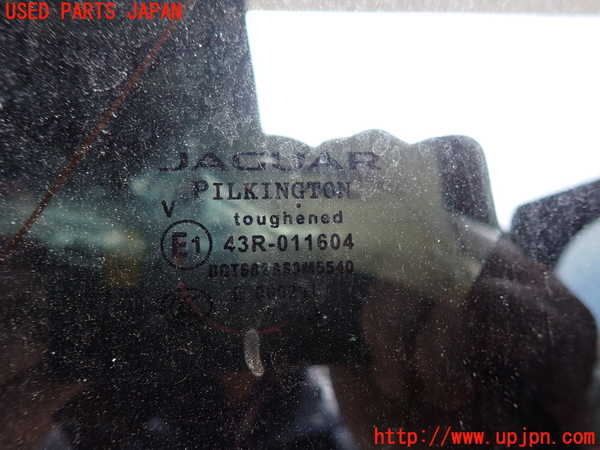 USED PARTS JAPAN
JAGUAR
PILKINGTON
V
toughened
E1 43R-011604
http://www.upjpn.com/